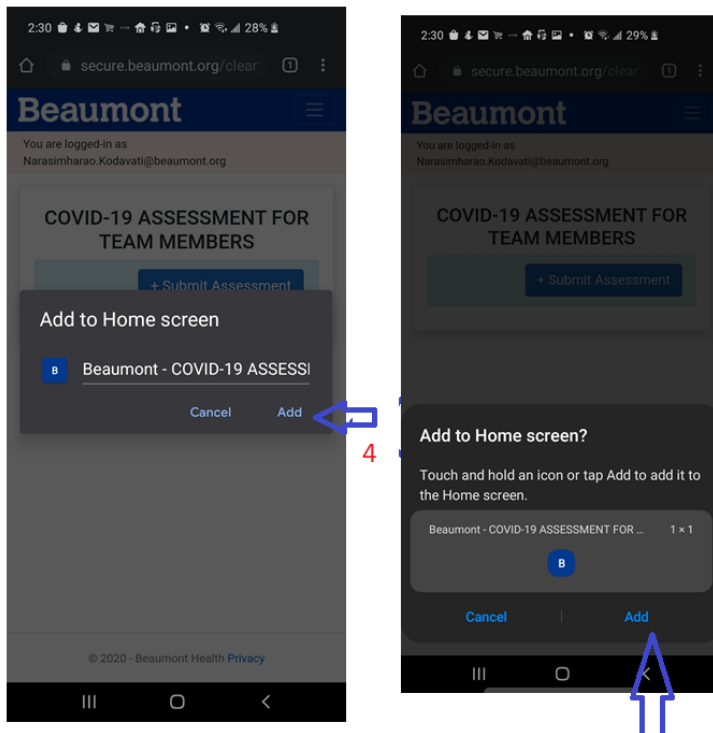 2:30 28%
secure.beaumont.org/clear 1
Beaumont
You are logged-in as
Narasimharao.Kodavati@beaumont.org
COVID-19 ASSESSMENT FOR
TEAM MEMBERS
+ Submit Assessment
Add to Home screen
B Beaumont - COVID-19 ASSESSI
Cancel Add
© 2020 - Beaumont Health Privacy
4
2:30 29%
secure.beaumont.org/clear 1
Beaumont
You are logged-in as
Narasimharao.Kodavati@beaumont.org
COVID-19 ASSESSMENT FOR
TEAM MEMBERS
+ Submit Assessment
Add to Home screen?
Touch and hold an icon or tap Add to add it to
the Home screen.
Beaumont - COVID-19 ASSESSMENT FOR ... 1 × 1
B
Cancel Add